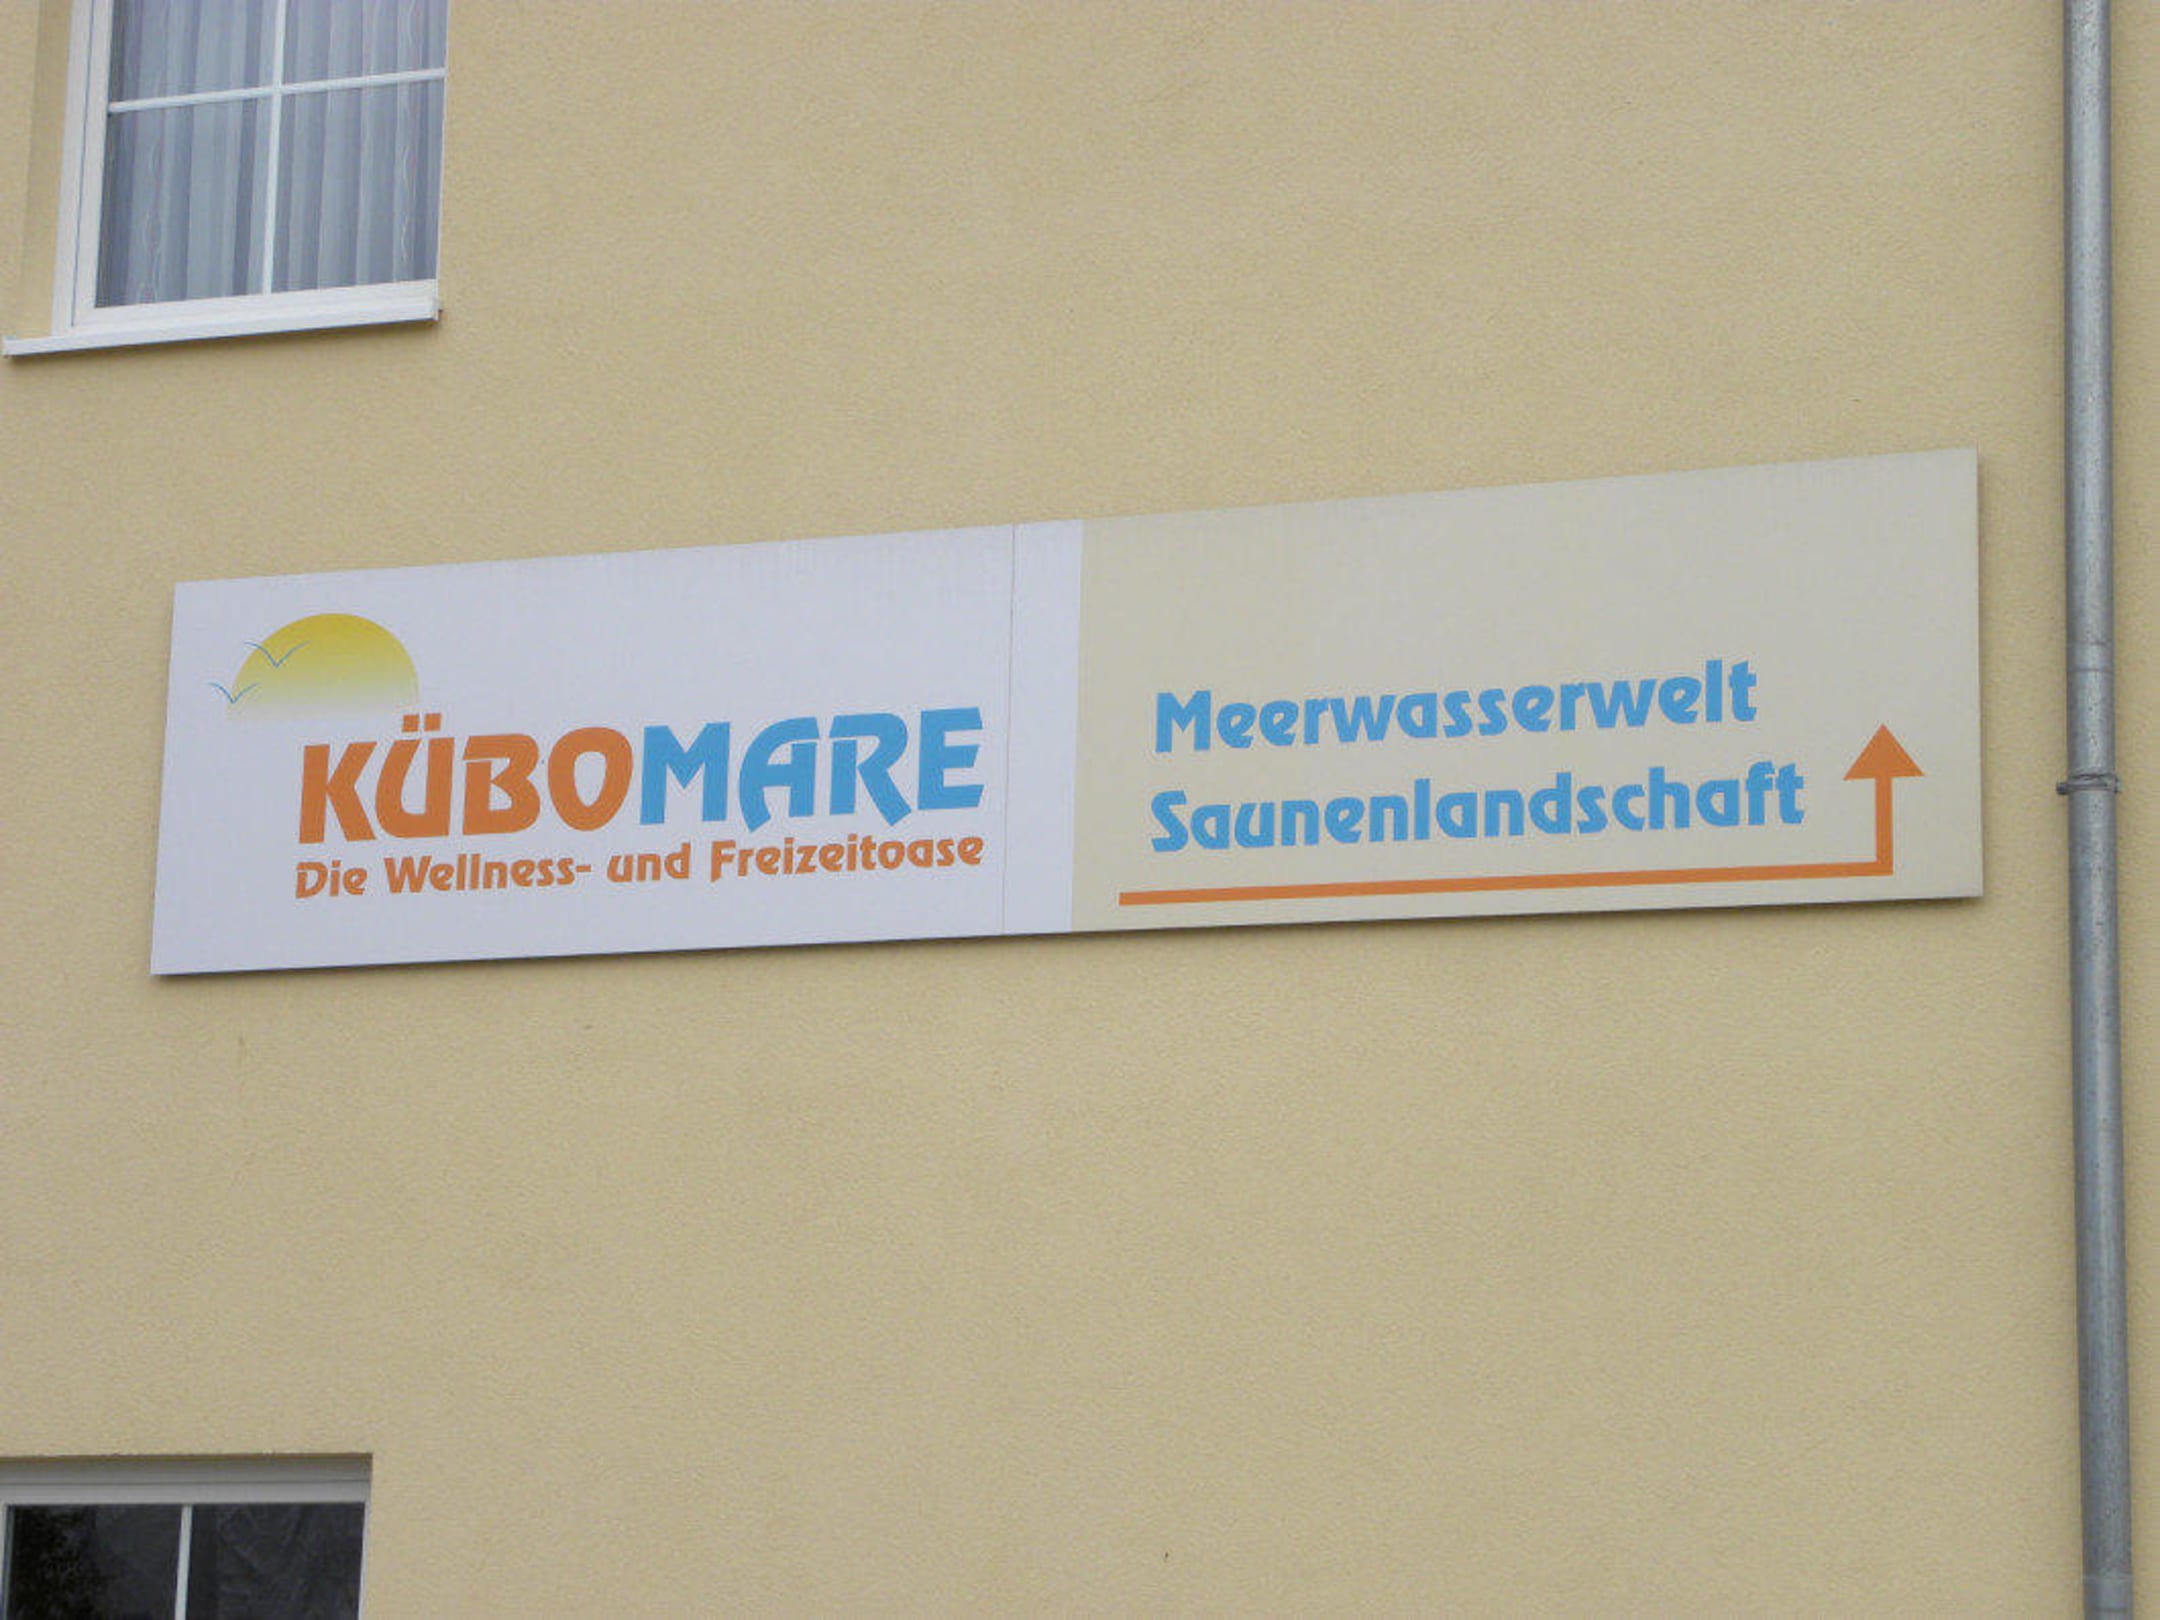 KÜBOMARE
Die Wellness- und Freizeitoase
Meerwasserwelt
Saunenlandschaft